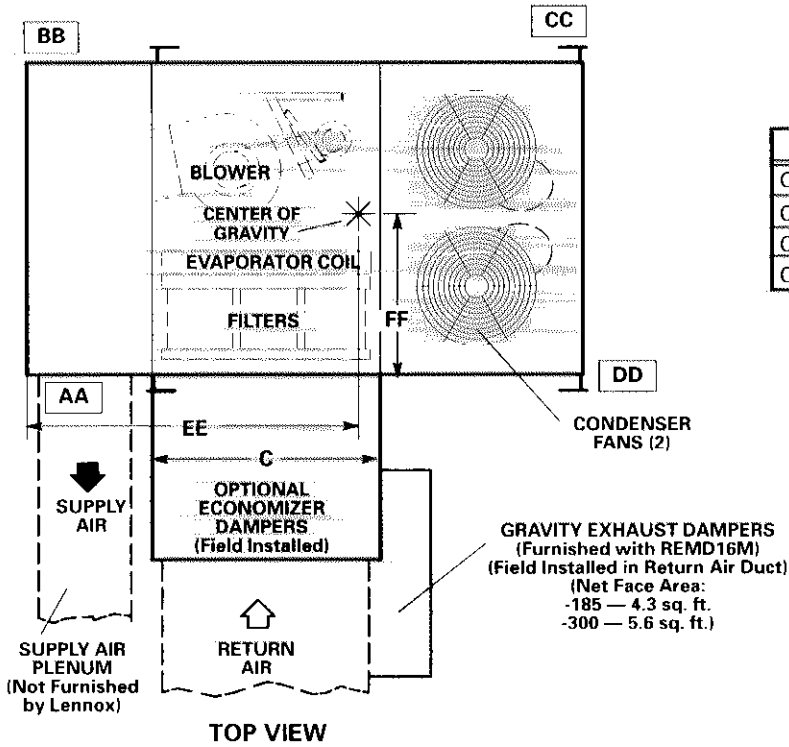 BB
CC
BLOWER
CENTER OF
GRAVITY
EVAPORATOR COIL
FILTERS
FF
AA
DD
EE
CONDENSER
FANS (2)
C
SUPPLY
AIR
OPTIONAL
ECONOMIZER
DAMPERS
(Field Installed)
GRAVITY EXHAUST DAMPERS
(Furnished with REMD16M)
(Field Installed in Return Air Duct)
(Net Face Area:
-185 — 4.3 sq. ft.
-300 — 5.6 sq. ft.)
SUPPLY AIR
PLENUM
(Not Furnished
by Lennox)
RETURN
AIR
TOP VIEW